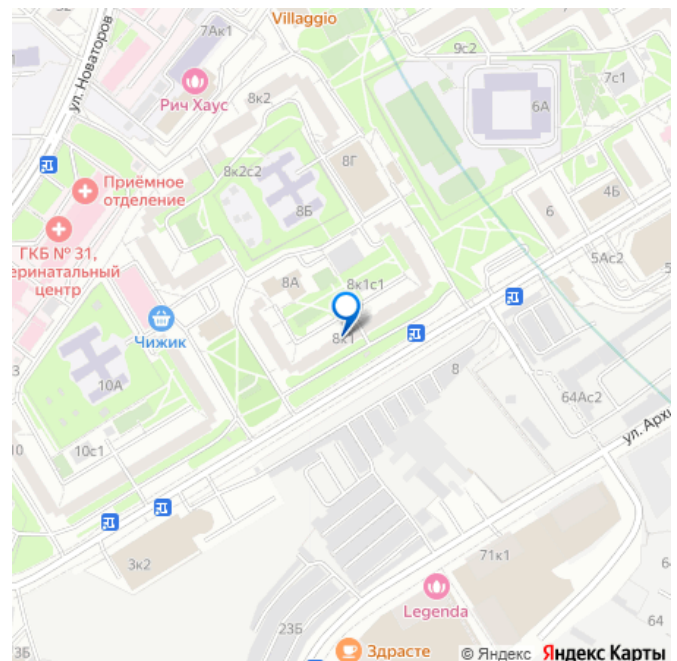 Villaggio
7Ак1
9с2
7с1
ул. Новаторов
Рич Хаус
8к2
6А
8к2с2
8Г
Приёмное
отделение
8Б
6
4Б
ГКБ № 31,
еринатальный
центр
5Ас2
8А
8к1с1
Чижик
8к1
8
10А
64Ас2
ул. Архи
10
10с1
3к2
71к1
Legenda
64
23Б
3Б
Здрасте
© Яндекс Яндекс Карты